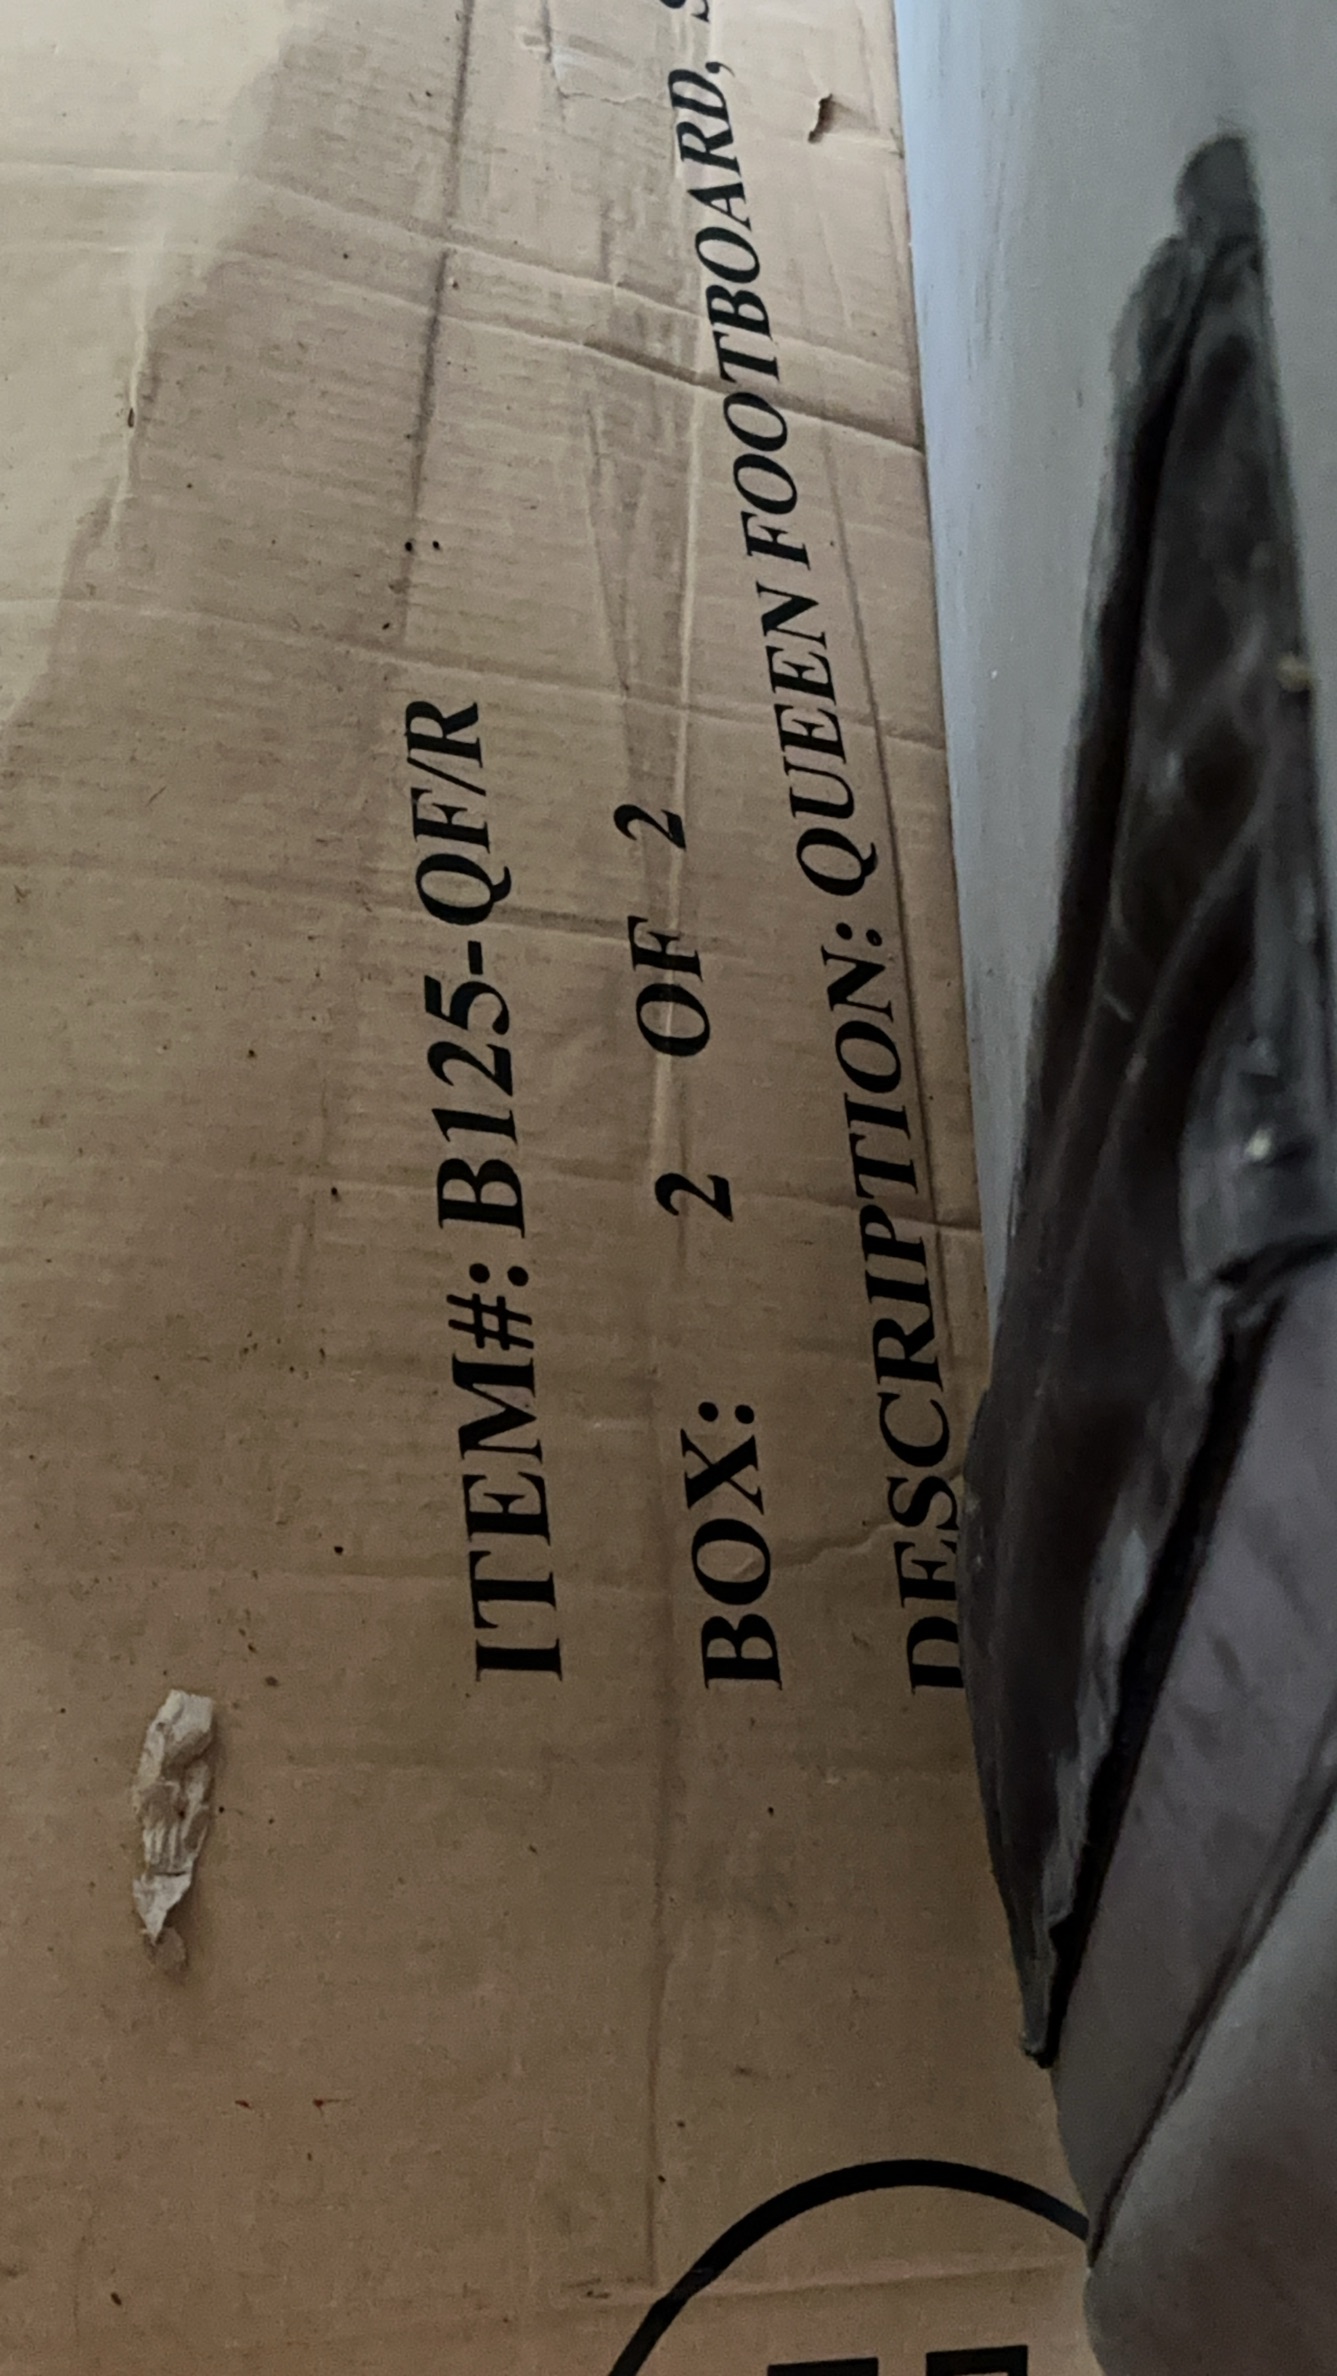 ITEM#: B125-QF/R
BOX: 2 OF 2
DESCRIPTION: QUEEN FOOTBOARD,